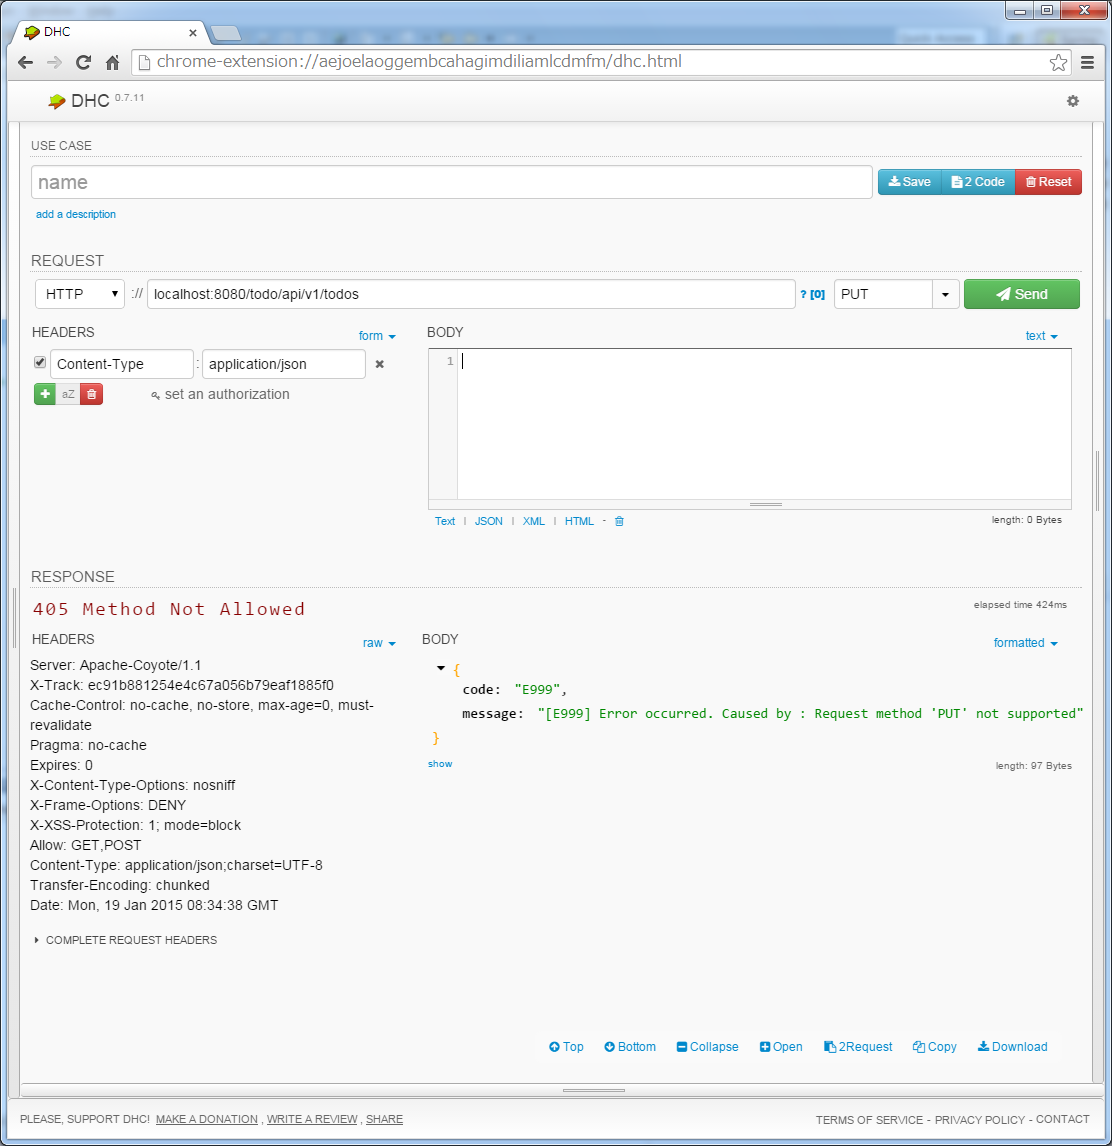 DHC
chrome-extension://aejoelaoggembcahagimdiliamlcdmfm/dhc.html
DHC 0.7.11
USE CASE
name
Save 2 Code Reset
add a description
REQUEST
HTTP :// localhost:8080/todo/api/v1/todos ? [0] PUT Send
HEADERS form BODY text
Content-Type : application/json
1
aZ set an authorization
Text | JSON | XML | HTML - length: 0 Bytes
RESPONSE
405 Method Not Allowed elapsed time 424ms
HEADERS raw BODY formatted
Server: Apache-Coyote/1.1
X-Track: ec91b881254e4c67a056b79eaf1885f0
Cache-Control: no-cache, no-store, max-age=0, must-
revalidate
Pragma: no-cache
Expires: 0
X-Content-Type-Options: nosniff
X-Frame-Options: DENY
X-XSS-Protection: 1; mode=block
Allow: GET,POST
Content-Type: application/json;charset=UTF-8
Transfer-Encoding: chunked
Date: Mon, 19 Jan 2015 08:34:38 GMT
{
code: "E999",
message: "[E999] Error occurred. Caused by : Request method 'PUT' not supported"
}
show length: 97 Bytes
COMPLETE REQUEST HEADERS
Top Bottom Collapse Open 2Request Copy Download
PLEASE, SUPPORT DHC! MAKE A DONATION , WRITE A REVIEW , SHARE TERMS OF SERVICE - PRIVACY POLICY - CONTACT